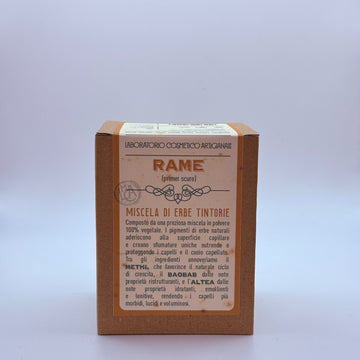 LABORATORIO COSMETICO ARTIGIANALE
RAME
(primer scuro)
MISCELA DI ERBE TINTORIE
Composto da una preziosa miscela in polvere
100% vegetale. I pigmenti di erbe naturali
aderiscono alla superficie capillare
e creano sfumature uniche nutrendo e
proteggendo i capelli e il cuoio capelluto.
Tra gli ingredienti annoveriamo il
METHI, che favorisce il naturale ciclo
di crescita, il BAOBAB dalle note
proprietà ristrutturanti, e l'ALTEA dalle
note proprietà idratanti, emollienti
e lenitive, rendendo i capelli più
morbidi, lucidi e voluminosi.